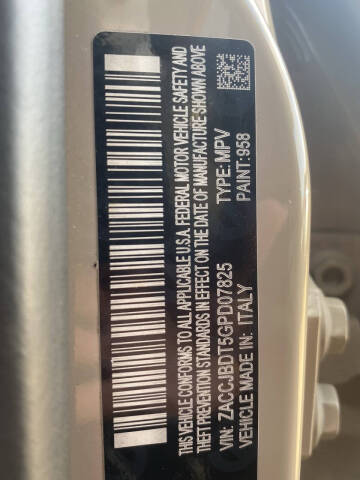 THIS VEHICLE CONFORMS TO ALL APPLICABLE U.S.A. FEDERAL MOTOR VEHICLE SAFETY AND
THEFT PREVENTION STANDARDS IN EFFECT ON THE DATE OF MANUFACTURE SHOWN ABOVE
VIN: ZACCJBDT5GPD07825 TYPE: MPV
VEHICLE MADE IN: ITALY PAINT: 958